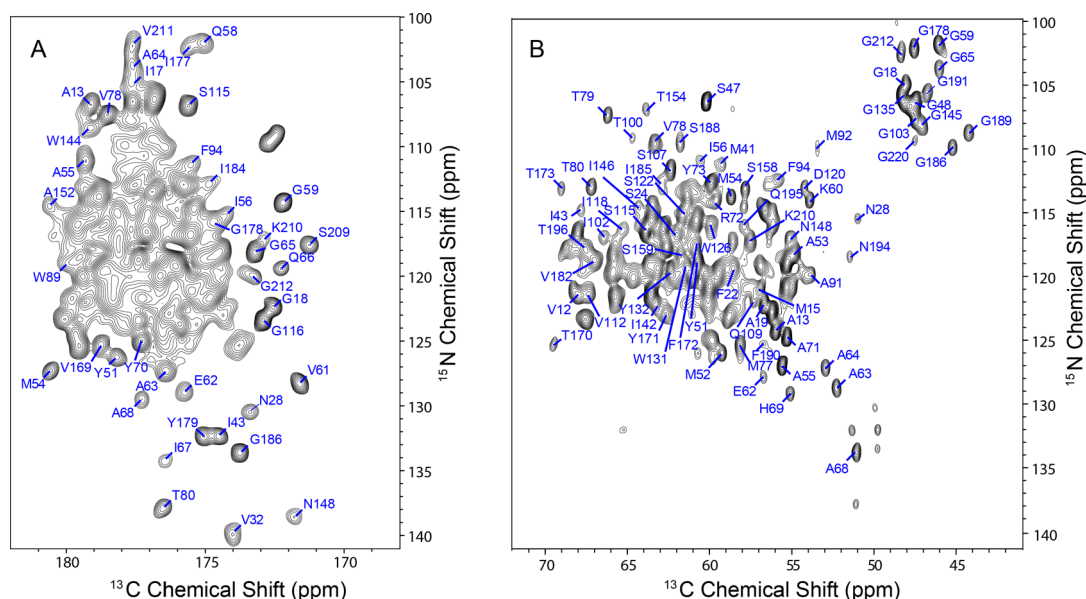 A
V211
Q58
A64
I177
I17
A13
V78
S115
W144
F94
A55
I184
A152
G59
I56
K210
G178
S209
G65
Q66
W89
G212
G18
G116
V169
Y51
Y70
M54
V61
A63
E62
A68
N28
Y179
I43
G186
I67
T80
N148
V32
105
110
115
120
125
130
135
140
180
175
170
15N Chemical Shift (ppm)
13C Chemical Shift (ppm)
B
G178
G59
G212
G65
G18
G191
S47
T79
T154
G135
G48
G145
T100
V78
S188
M92
G103
G189
I56
M41
G220
G186
S107
T80
I146
I185
Y73
S158
F94
D120
T173
S122
M54
Q195
K60
S24
I118
I43
S115
R72
K210
N28
I102
T196
N148
A53
S159
W126
N194
V182
A91
F22
V12
Y132
M15
V112
I142
Y51
A19
A13
T170
Y171
F172
Q109
W131
F190
A71
M52
M77
A64
E62
A55
A63
H69
A68
100
105
110
115
120
125
130
135
140
70
65
60
55
50
45
15N Chemical Shift (ppm)
13C Chemical Shift (ppm)